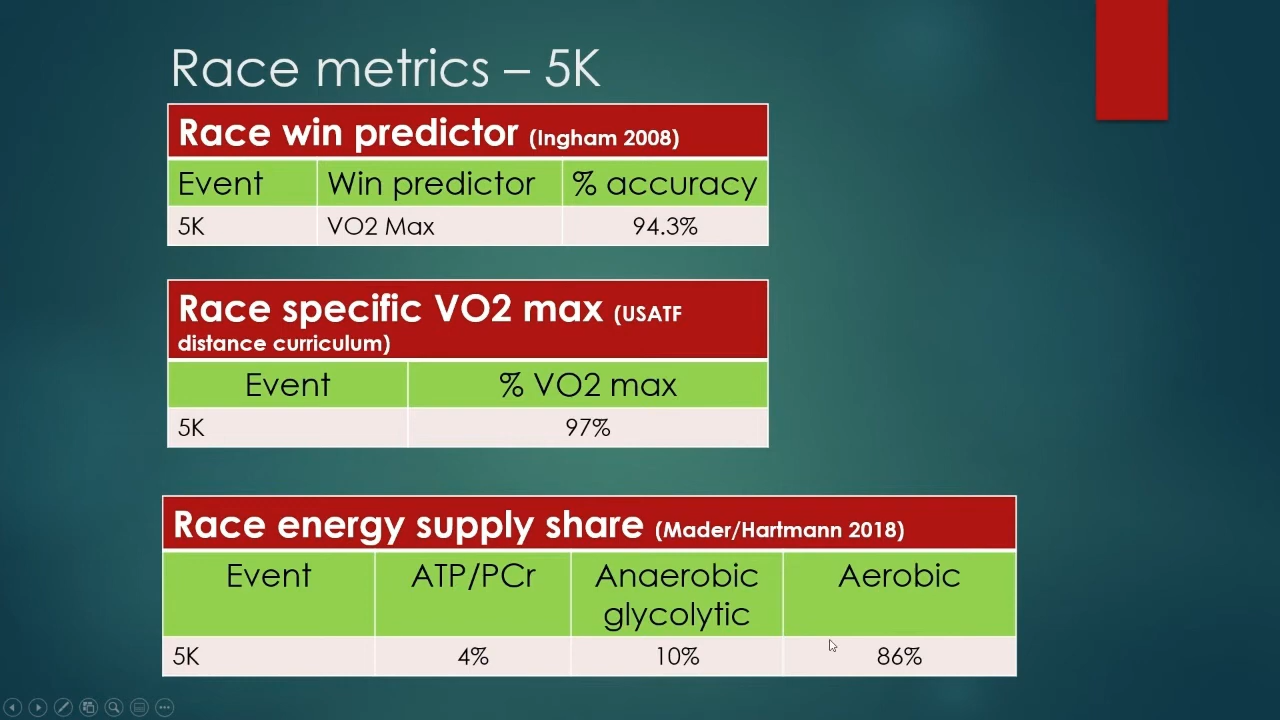 Race metrics – 5K
Race win predictor (Ingham 2008)
Event Win predictor % accuracy
5K VO2 Max 94.3%
Race specific VO2 max (USATF
distance curriculum)
Event % VO2 max
5K 97%
Race energy supply share (Mader/Hartmann 2018)
Event ATP/PCr Anaerobic Aerobic
glycolytic
5K 4% 10% 86%